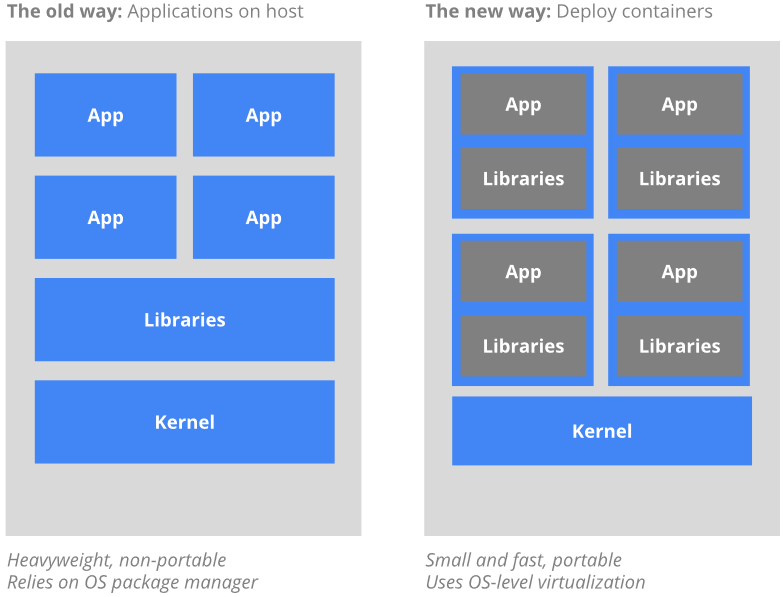 The old way: Applications on host
App
App
App
App
Libraries
Kernel
Heavyweight, non-portable
Relies on OS package manager
The new way: Deploy containers
App
Libraries
App
Libraries
App
Libraries
App
Libraries
Kernel
Small and fast, portable
Uses OS-level virtualization